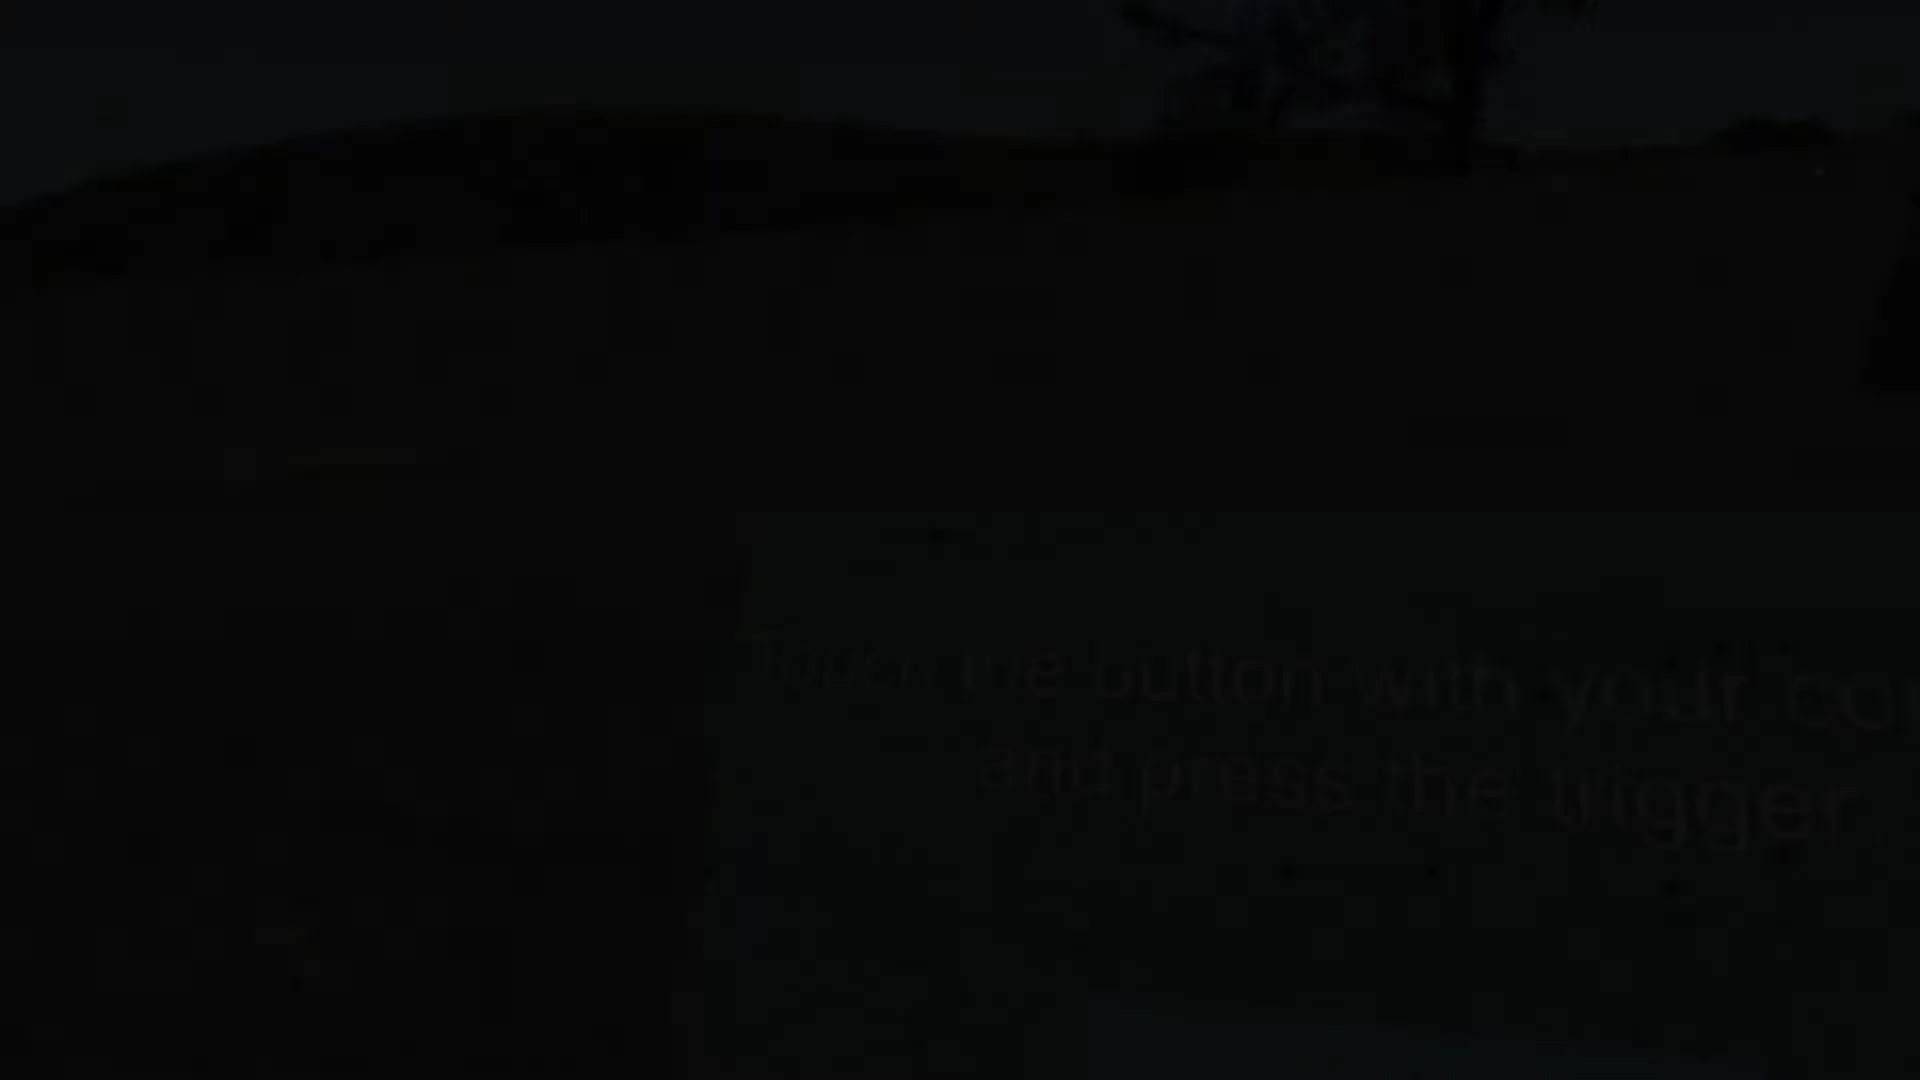 Touch the button with your
and press the trigger.